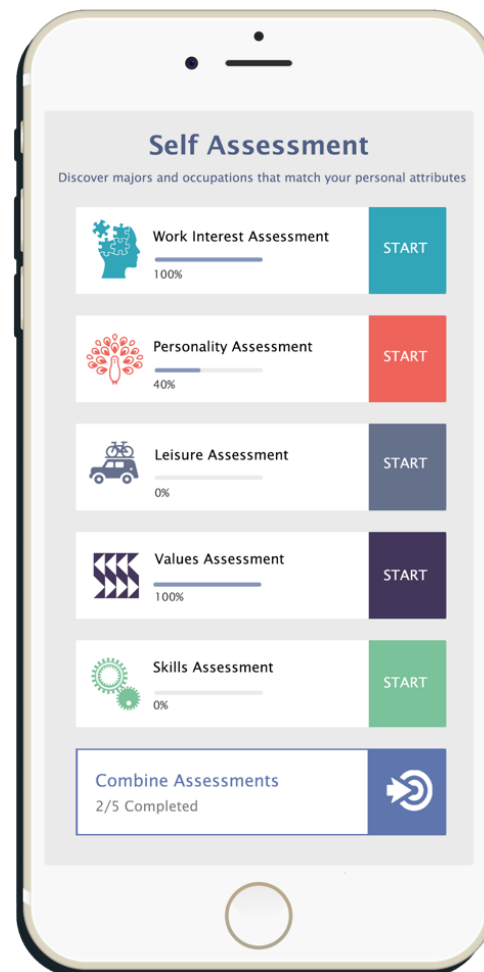 Self Assessment
Discover majors and occupations that match your personal attributes
Work Interest Assessment
100%
START
Personality Assessment
40%
START
Leisure Assessment
0%
START
Values Assessment
100%
START
Skills Assessment
0%
START
Combine Assessments
2/5 Completed